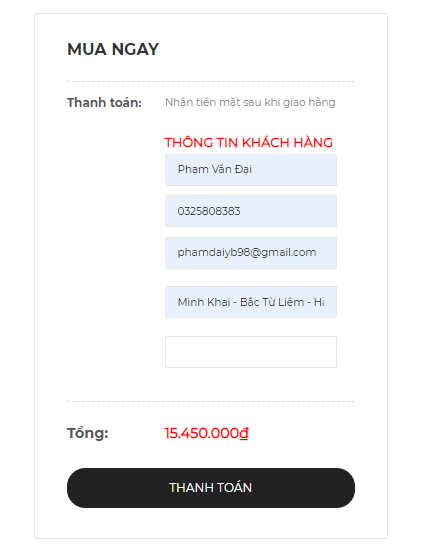 MUA NGAY
Thanh toán: Nhận tiền mặt sau khi giao hàng
THÔNG TIN KHÁCH HÀNG
Phạm Văn Đại
0325808383
phamdaiyb98@gmail.com
Minh Khai - Bắc Từ Liêm - Hà
Tổng: 15.450.000₫
THANH TOÁN